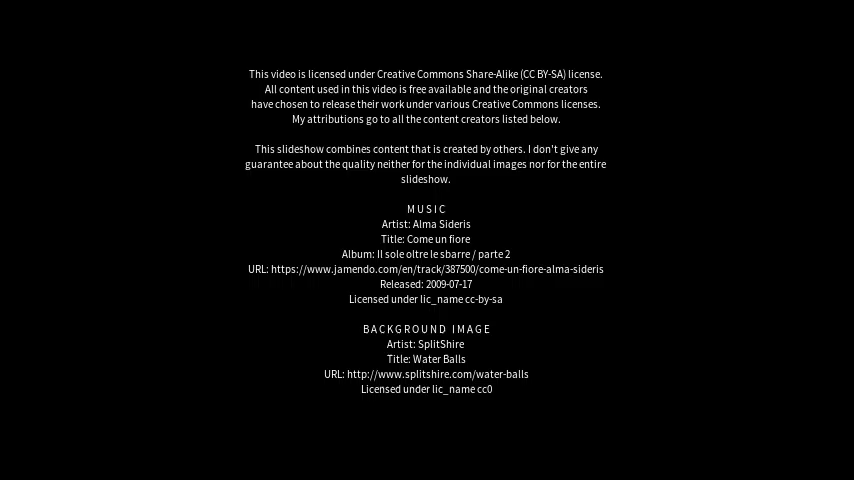 This video is licensed under Creative Commons Share-Alike (CC BY-SA) license.
All content used in this video is free available and the original creators
have chosen to release their work under various Creative Commons licenses.
My attributions go to all the content creators listed below.
This slideshow combines content that is created by others. I don't give any
guarantee about the quality neither for the individual images nor for the entire
slideshow.
MUSIC
Artist: Alma Sideris
Title: Come un fiore
Album: Il sole oltre le sbarre / parte 2
URL: https://www.jamendo.com/en/track/387500/come-un-fiore-alma-sideris
Released: 2009-07-17
Licensed under lic_name cc-by-sa
BACKGROUND IMAGE
Artist: SplitShire
Title: Water Balls
URL: http://www.splitshire.com/water-balls
Licensed under lic_name cc0